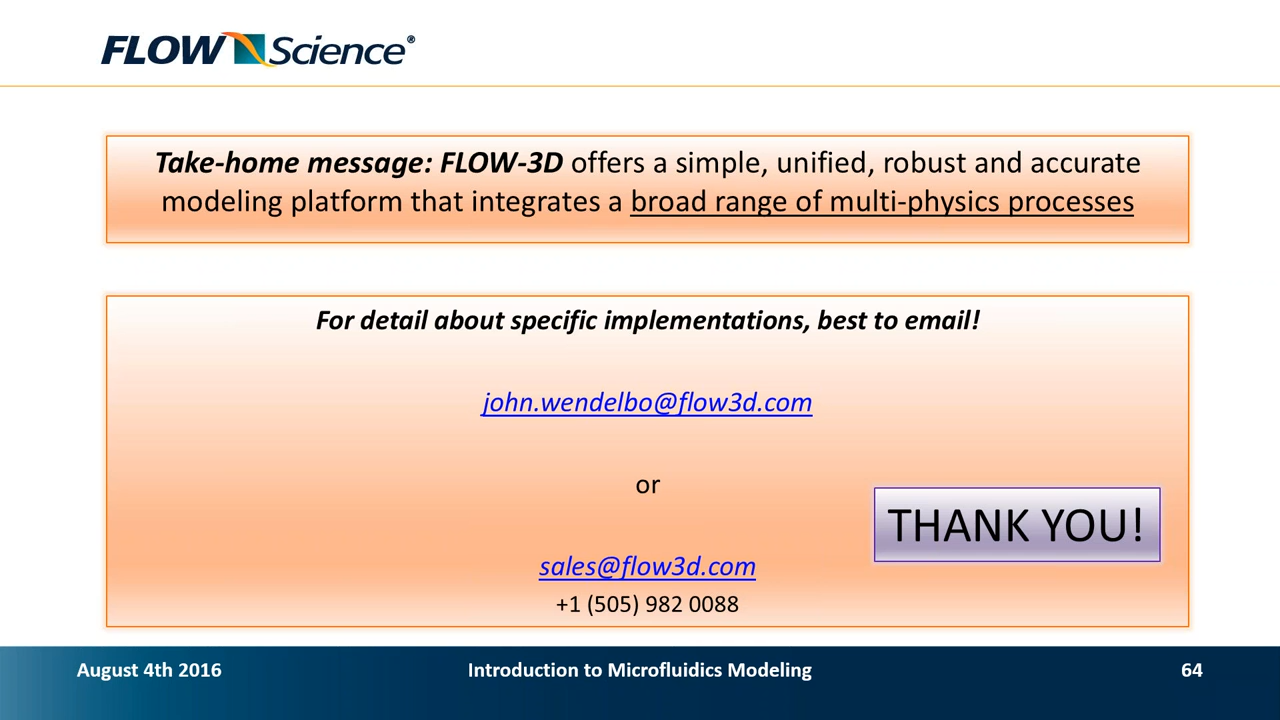 FLOW Science®
Take-home message: FLOW-3D offers a simple, unified, robust and accurate
modeling platform that integrates a broad range of multi-physics processes
For detail about specific implementations, best to email!
john.wendelbo@flow3d.com
or
THANK YOU!
sales@flow3d.com
+1 (505) 982 0088
August 4th 2016 Introduction to Microfluidics Modeling 64